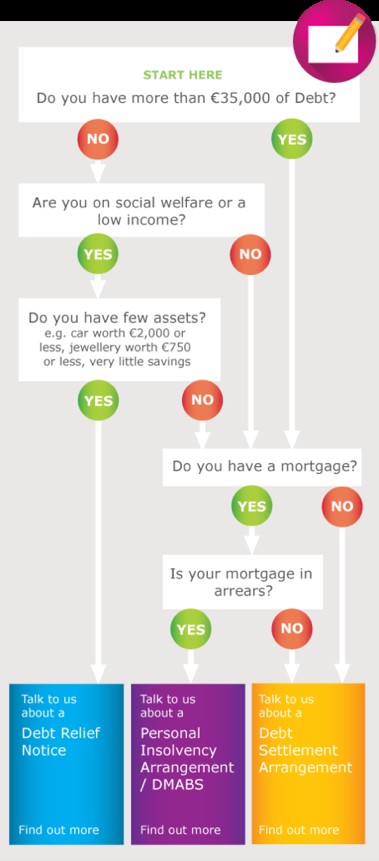 START HERE
Do you have more than €35,000 of Debt?
NO
YES
Are you on social welfare or a
low income?
YES
NO
Do you have few assets?
e.g. car worth €2,000 or
less, jewellery worth €750
or less, very little savings
YES
NO
Do you have a mortgage?
YES
NO
Is your mortgage in
arrears?
YES
NO
Talk to us
about a
Debt Relief
Notice
Find out more
Talk to us
about a
Personal
Insolvency
Arrangement
/ DMABS
Find out more
Talk to us
about a
Debt
Settlement
Arrangement
Find out more